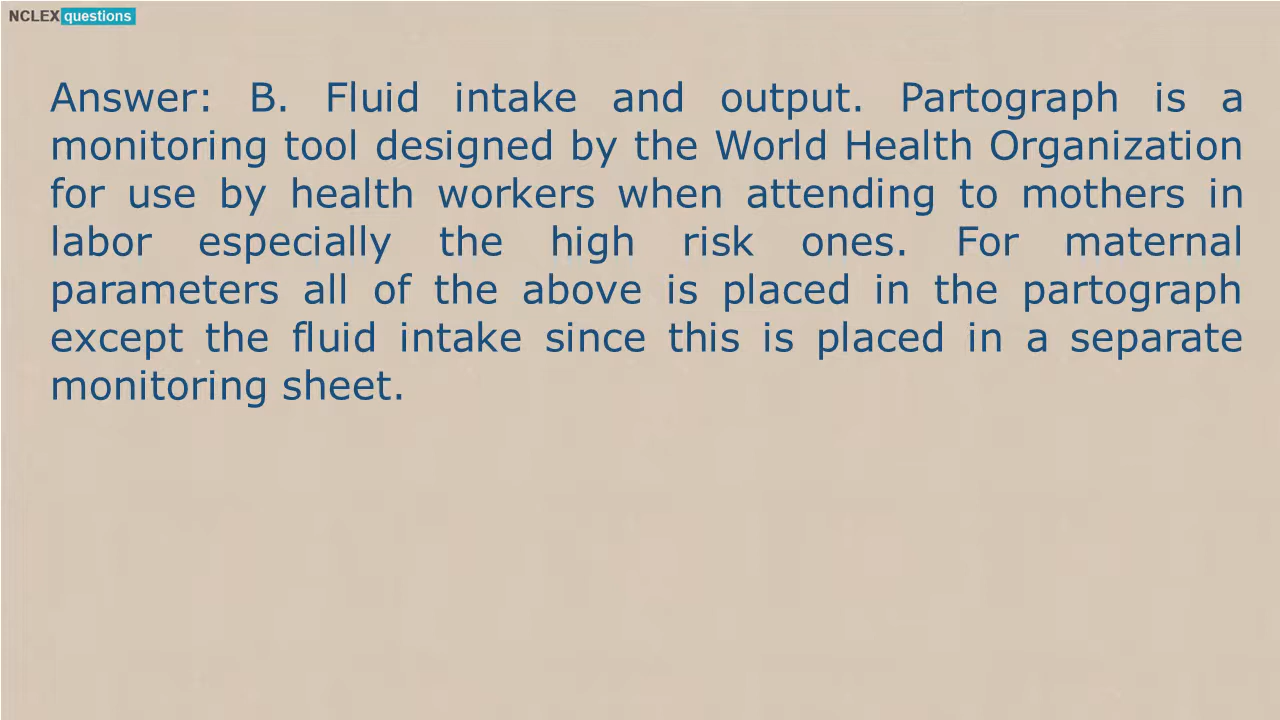 NCLEX questions
Answer: B. Fluid intake and output. Partograph is a
monitoring tool designed by the World Health Organization
for use by health workers when attending to mothers in
labor especially the high risk ones. For maternal
parameters all of the above is placed in the partograph
except the fluid intake since this is placed in a separate
monitoring sheet.